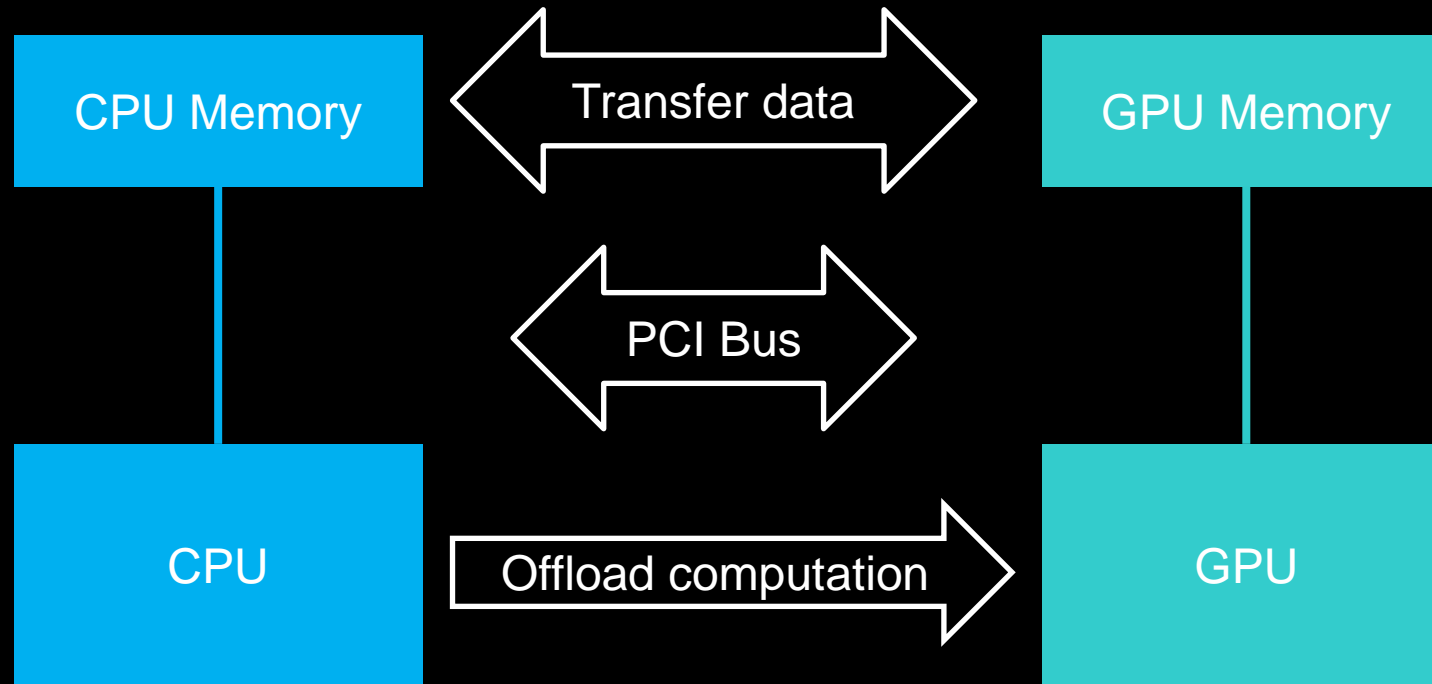 CPU Memory
Transfer data
GPU Memory
PCI Bus
CPU
Offload computation
GPU